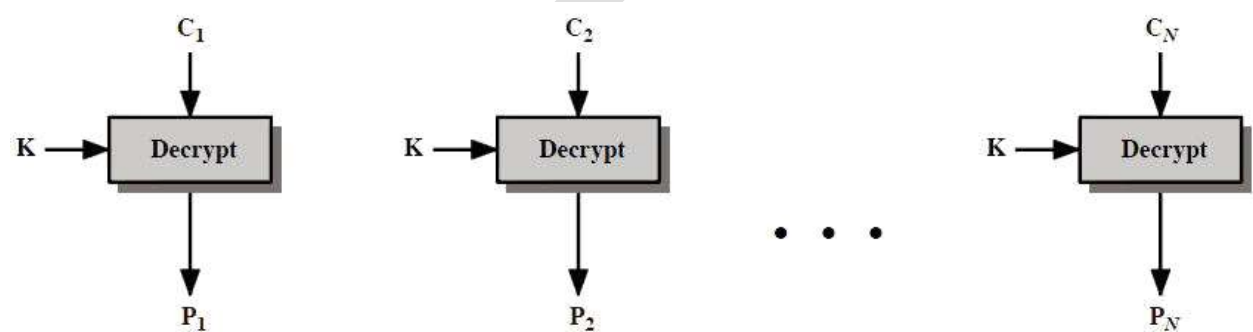 C1 C2 CN
K Decrypt K Decrypt K Decrypt
P1 P2 PN